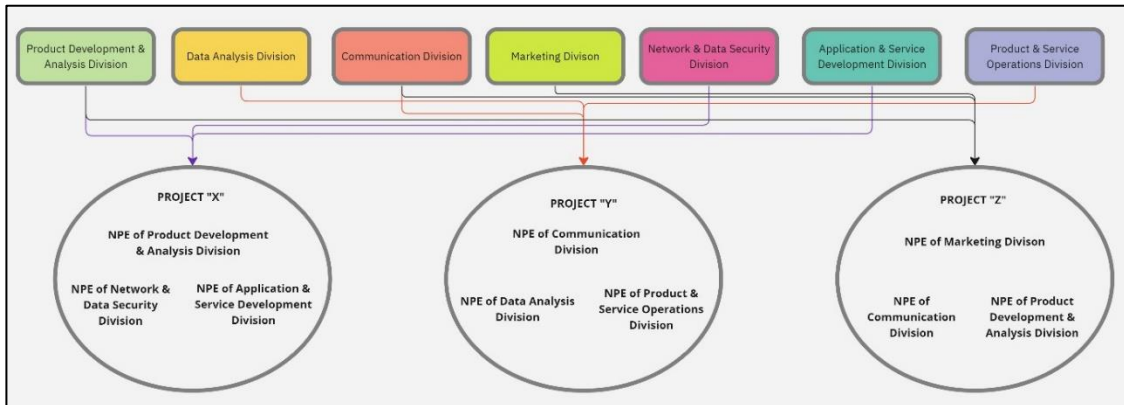 Product Development &
Analysis Division
Data Analysis Division
Communication Division
Marketing Divison
Network & Data Security
Division
Application & Service
Development Division
Product & Service
Operations Division
PROJECT "X"
NPE of Product Development
& Analysis Division
NPE of Network &
Data Security
Division
NPE of Application &
Service Development
Division
PROJECT "Y"
NPE of Communication
Division
NPE of Data Analysis
Division
NPE of Product &
Service Operations
Division
PROJECT "Z"
NPE of Marketing Divison
NPE of
Communication
Division
NPE of Product
Development &
Analysis Division